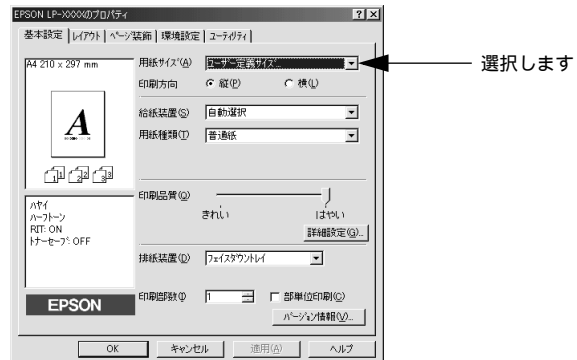 EPSON LP-XXXXのプロパティ
基本設定 レイアウト ページ装飾 環境設定 ユーティリティ
A4 210 x 297 mm
用紙サイズ(A) ユーザー定義サイズ...
選択します
印刷方向 縦(P) 横(L)
A
給紙装置(S) 自動選択
用紙種類(T) 普通紙
1 1 2 2 3 3
印刷品質(Q)
きれい はやい
詳細設定(G)...
ハヤイ
ハーフトーン
RIT: ON
トナーセーブ: OFF
排紙装置(D) フェイスダウントレイ
印刷部数(I) 1 部単位印刷(C)
EPSON
バージョン情報(V)...
OK キャンセル 適用(A) ヘルプ